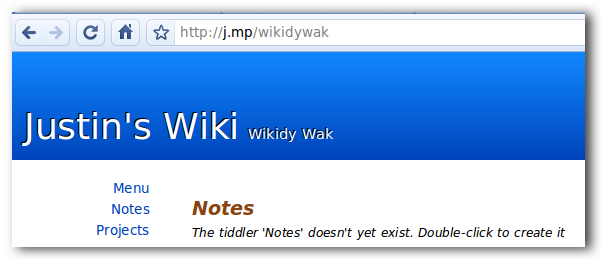 http://j.mp/wikidywak
Justin's Wiki Wikidy Wak
Menu
Notes
Projects
Notes
The tiddler 'Notes' doesn't yet exist. Double-click to create it